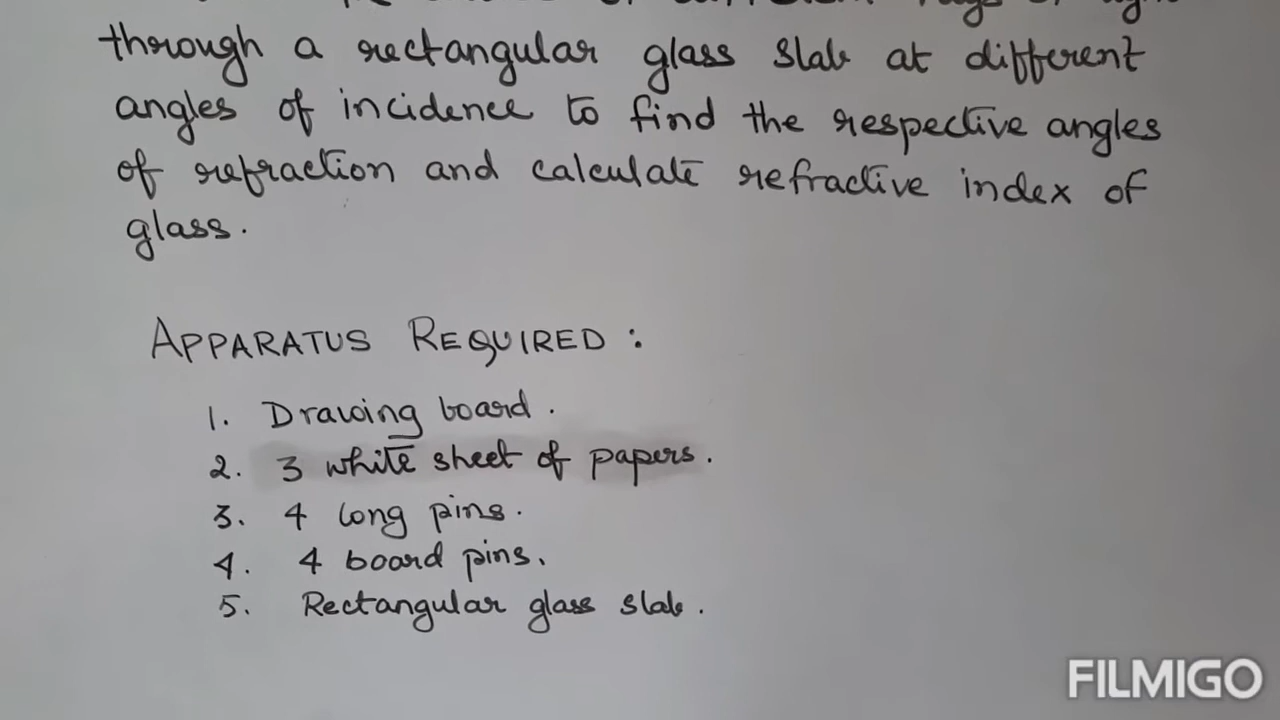 through a rectangular glass slab at different
angles of incidence to find the respective angles
of refraction and calculate refractive index of
glass.
APPARATUS REQUIRED :
1. Drawing board.
2. 3 white sheet of papers.
3. 4 long pins.
4. 4 board pins.
5. Rectangular glass slab.
FILMIGO